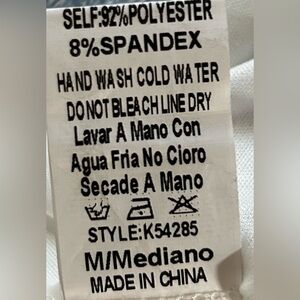 SELF:92%POLYESTER
8%SPANDEX
HAND WASH COLD WATER
DO NOT BLEACH LINE DRY
Lavar A Mano Con
Agua Fria No Cloro
Secade A Mano
STYLE:K54285
M/Mediano
MADE IN CHINA